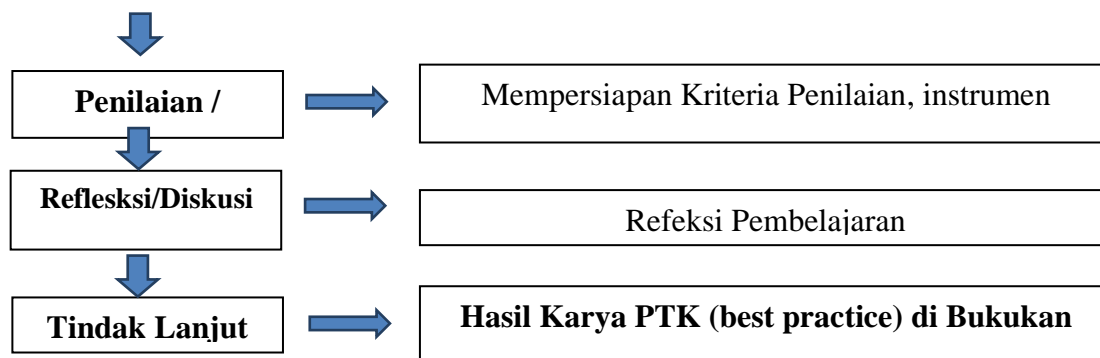 Penilaian /
Mempersiapan Kriteria Penilaian, instrumen
Reflesksi/Diskusi
Refeksi Pembelajaran
Tindak Lanjut
Hasil Karya PTK (best practice) di Bukukan